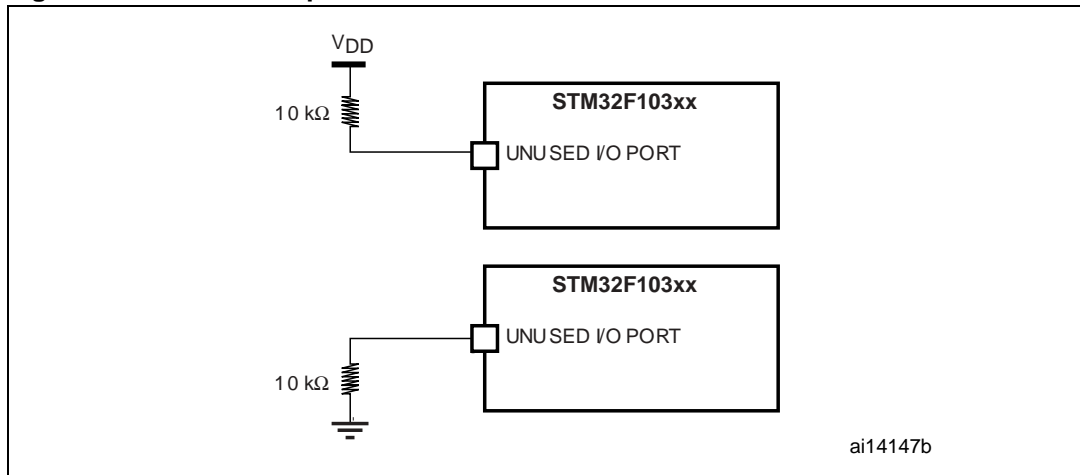 VDD
10 kΩ
STM32F103xx
UNUSED I/O PORT
STM32F103xx
UNUSED I/O PORT
10 kΩ
ai14147b